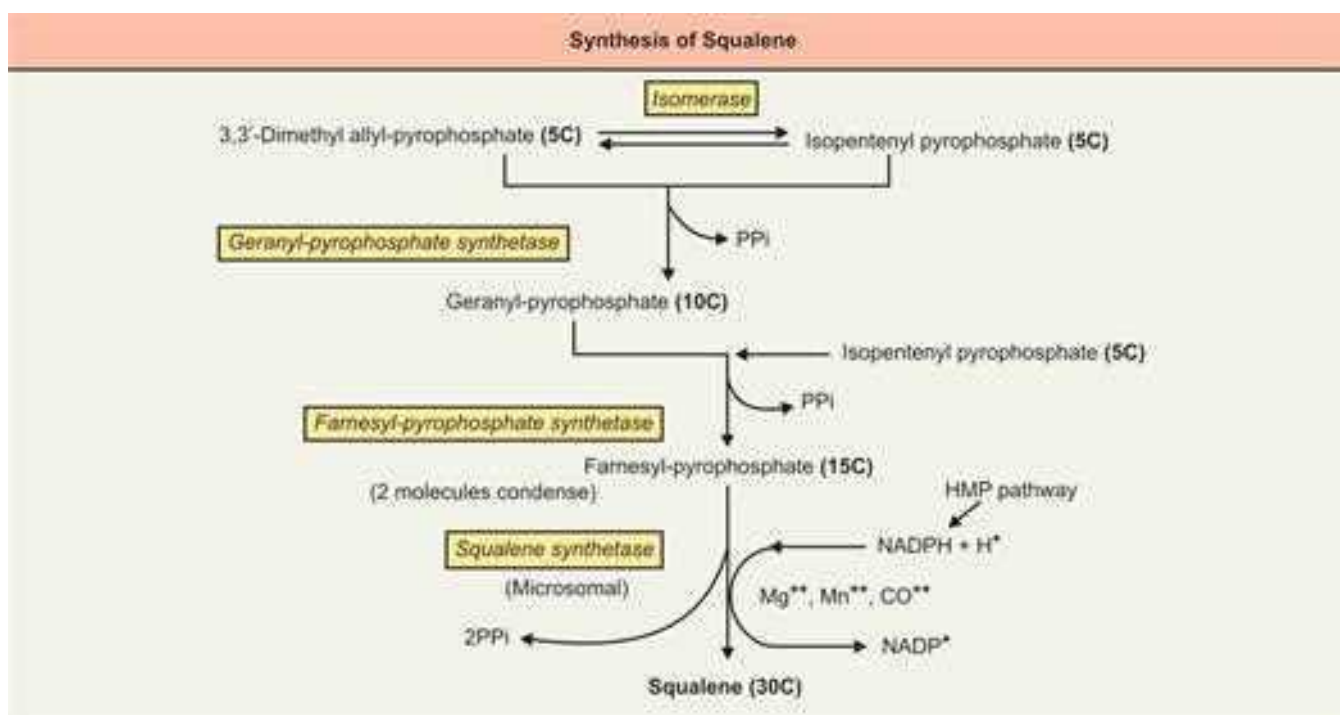 Synthesis of Squalene
Isomerase
3,3′-Dimethyl allyl-pyrophosphate (5C)
Isopentenyl pyrophosphate (5C)
PPi
Geranyl-pyrophosphate synthetase
Geranyl-pyrophosphate (10C)
Isopentenyl pyrophosphate (5C)
PPi
Farnesyl-pyrophosphate synthetase
Farnesyl-pyrophosphate (15C)
(2 molecules condense)
HMP pathway
Squalene synthetase
NADPH + H⁺
(Microsomal)
Mg⁺⁺, Mn⁺⁺, CO⁺⁺
2PPi
NADP⁺
Squalene (30C)